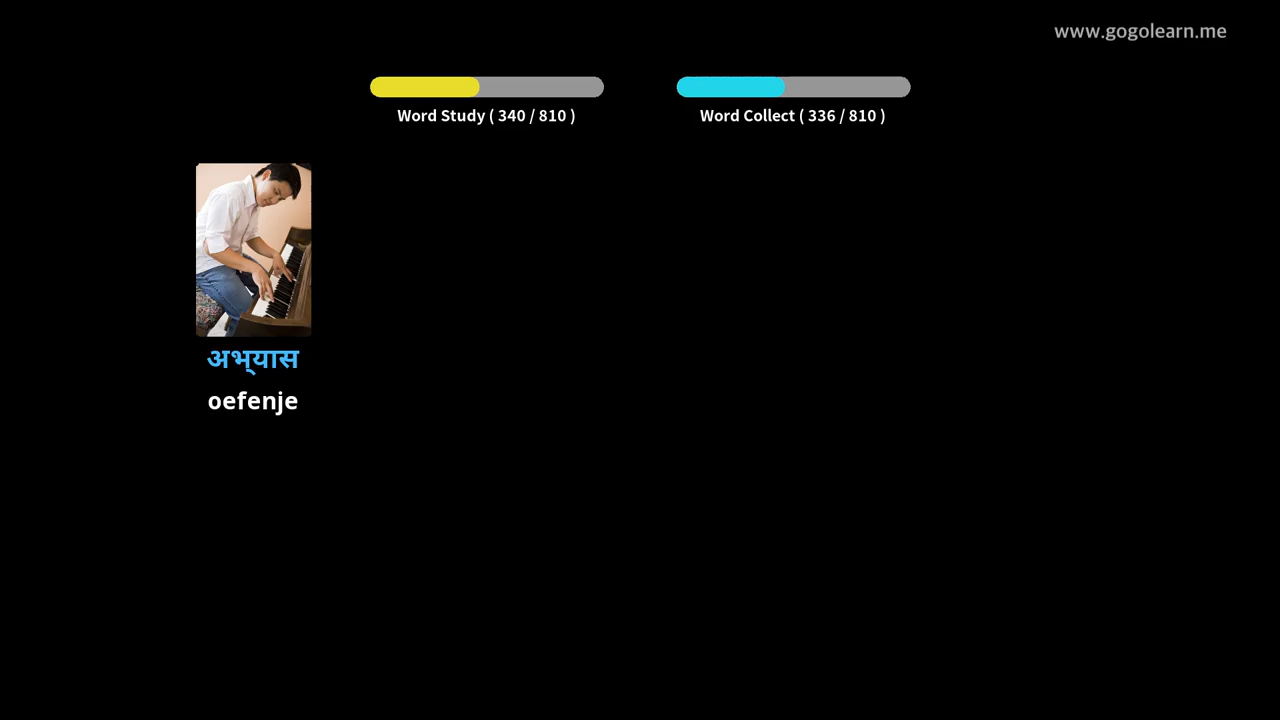 www.gogolearn.me
Word Study ( 340 / 810 )
Word Collect ( 336 / 810 )
अभ्यास
oefenje